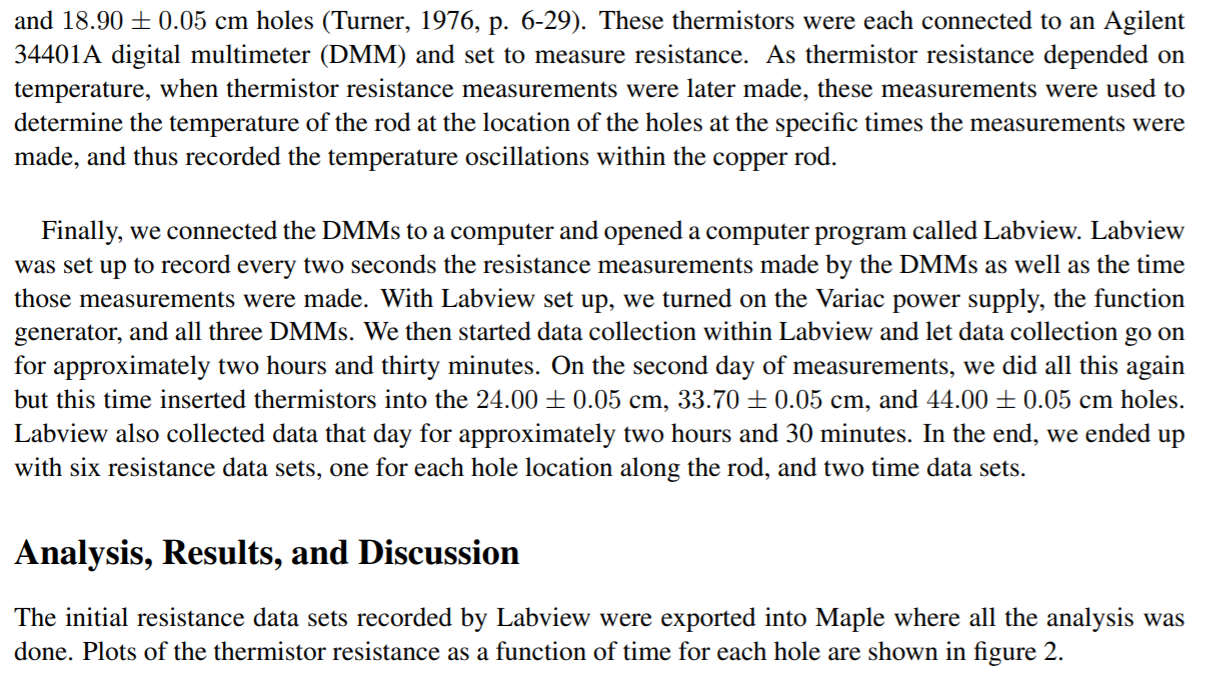 and 18.90 ± 0.05 cm holes (Turner, 1976, p. 6-29). These thermistors were each connected to an Agilent
34401A digital multimeter (DMM) and set to measure resistance. As thermistor resistance depended on
temperature, when thermistor resistance measurements were later made, these measurements were used to
determine the temperature of the rod at the location of the holes at the specific times the measurements were
made, and thus recorded the temperature oscillations within the copper rod.
Finally, we connected the DMMs to a computer and opened a computer program called Labview. Labview
was set up to record every two seconds the resistance measurements made by the DMMs as well as the time
those measurements were made. With Labview set up, we turned on the Variac power supply, the function
generator, and all three DMMs. We then started data collection within Labview and let data collection go on
for approximately two hours and thirty minutes. On the second day of measurements, we did all this again
but this time inserted thermistors into the 24.00 ± 0.05 cm, 33.70 ± 0.05 cm, and 44.00 ± 0.05 cm holes.
Labview also collected data that day for approximately two hours and 30 minutes. In the end, we ended up
with six resistance data sets, one for each hole location along the rod, and two time data sets.
Analysis, Results, and Discussion
The initial resistance data sets recorded by Labview were exported into Maple where all the analysis was
done. Plots of the thermistor resistance as a function of time for each hole are shown in figure 2.